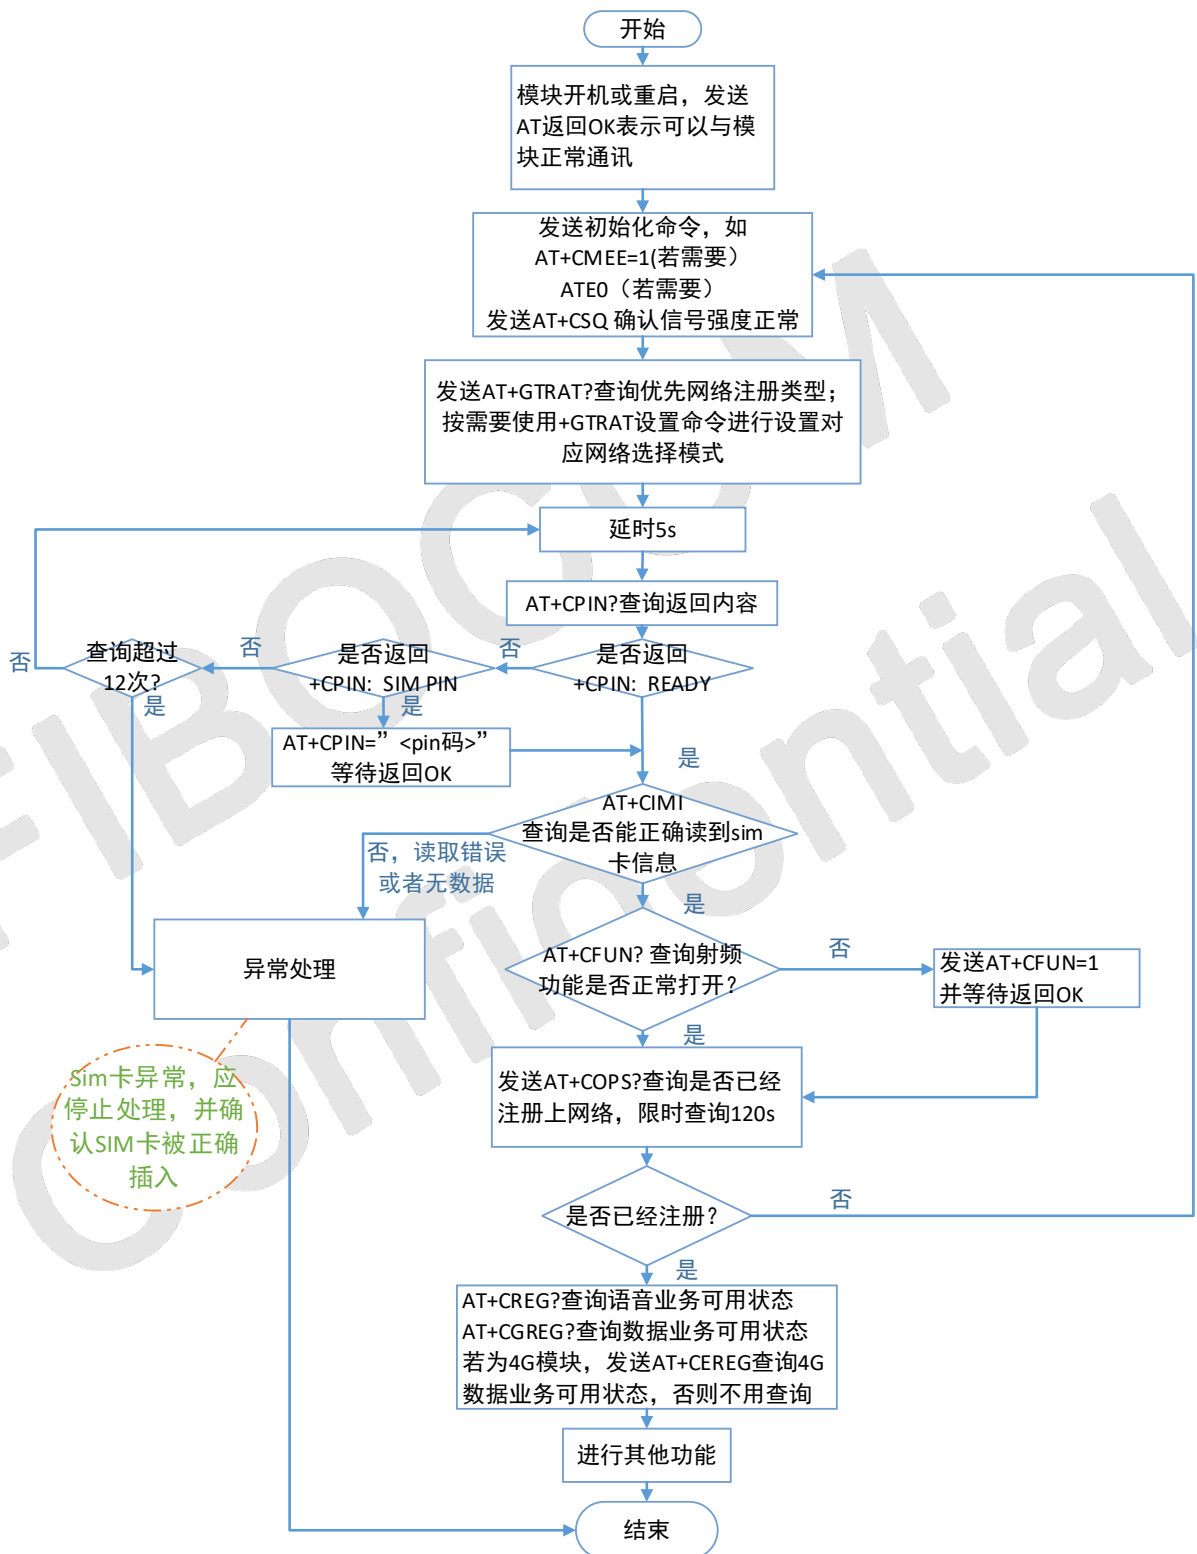 开始
模块开机或重启，发送
AT返回OK表示可以与模
块正常通讯
发送初始化命令，如
AT+CMEE=1(若需要）
ATE0（若需要）
发送AT+CSQ 确认信号强度正常
发送AT+GTRAT?查询优先网络注册类型；
按需要使用+GTRAT设置命令进行设置对
应网络选择模式
延时5s
AT+CPIN?查询返回内容
是否返回
+CPIN: READY
否
是否返回
+CPIN: SIM PIN
否
查询超过
12次?
否
是
是
AT+CPIN=”<pin码>”
等待返回OK
是
AT+CIMI
查询是否能正确读到sim
卡信息
否，读取错误
或者无数据
是
异常处理
AT+CFUN? 查询射频
功能是否正常打开?
否
发送AT+CFUN=1
并等待返回OK
是
Sim卡异常，应
停止处理，并确
认SIM卡被正确
插入
发送AT+COPS?查询是否已经
注册上网络，限时查询120s
是否已经注册?
否
是
AT+CREG?查询语音业务可用状态
AT+CGREG?查询数据业务可用状态
若为4G模块，发送AT+CEREG查询4G
数据业务可用状态，否则不用查询
进行其他功能
结束
FIBOCOM
Confidential